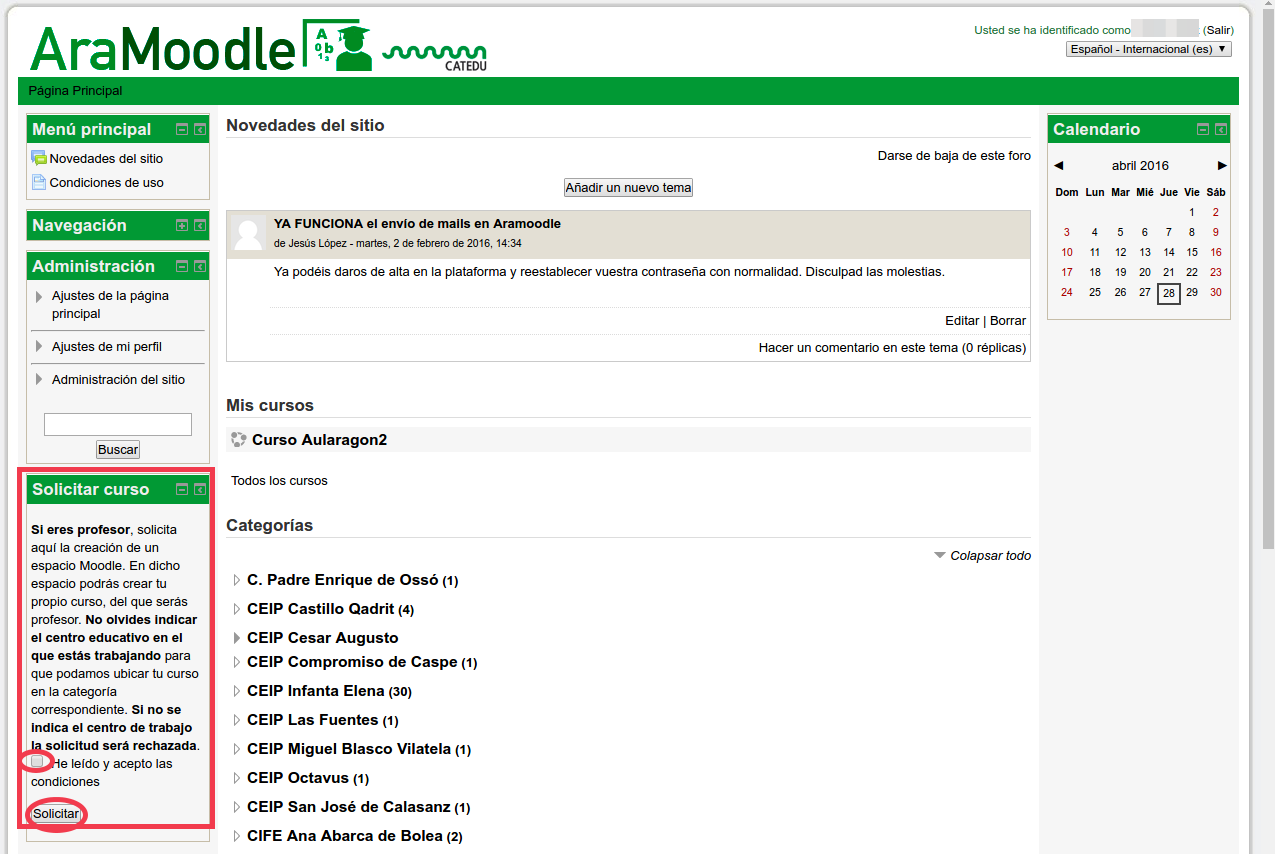 AraMoodle
A
0 b
1 3
CATEDU
Usted se ha identificado como (Salir)
Español - Internacional (es) ▼
Página Principal
Menú principal
Novedades del sitio
Condiciones de uso
Navegación
Administración
Ajustes de la página
principal
Ajustes de mi perfil
Administración del sitio
Buscar
Solicitar curso
Si eres profesor, solicita
aquí la creación de un
espacio Moodle. En dicho
espacio podrás crear tu
propio curso, del que serás
profesor. No olvides indicar
el centro educativo en el
que estás trabajando para
que podamos ubicar tu curso
en la categoría
correspondiente. Si no se
indica el centro de trabajo
la solicitud será rechazada.
He leído y acepto las
condiciones
Solicitar
Novedades del sitio
Darse de baja de este foro
Añadir un nuevo tema
YA FUNCIONA el envío de mails en Aramoodle
de Jesús López - martes, 2 de febrero de 2016, 14:34
Ya podéis daros de alta en la plataforma y reestablecer vuestra contraseña con normalidad. Disculpad las molestias.
Editar | Borrar
Hacer un comentario en este tema (0 réplicas)
Mis cursos
Curso Aularagon2
Todos los cursos
Categorías
Colapsar todo
C. Padre Enrique de Ossó (1)
CEIP Castillo Qadrit (4)
CEIP Cesar Augusto
CEIP Compromiso de Caspe (1)
CEIP Infanta Elena (30)
CEIP Las Fuentes (1)
CEIP Miguel Blasco Vilatela (1)
CEIP Octavus (1)
CEIP San José de Calasanz (1)
CIFE Ana Abarca de Bolea (2)
Calendario
◀ abril 2016 ▶
Dom Lun Mar Mié Jue Vie Sáb
1 2
3 4 5 6 7 8 9
10 11 12 13 14 15 16
17 18 19 20 21 22 23
24 25 26 27 28 29 30